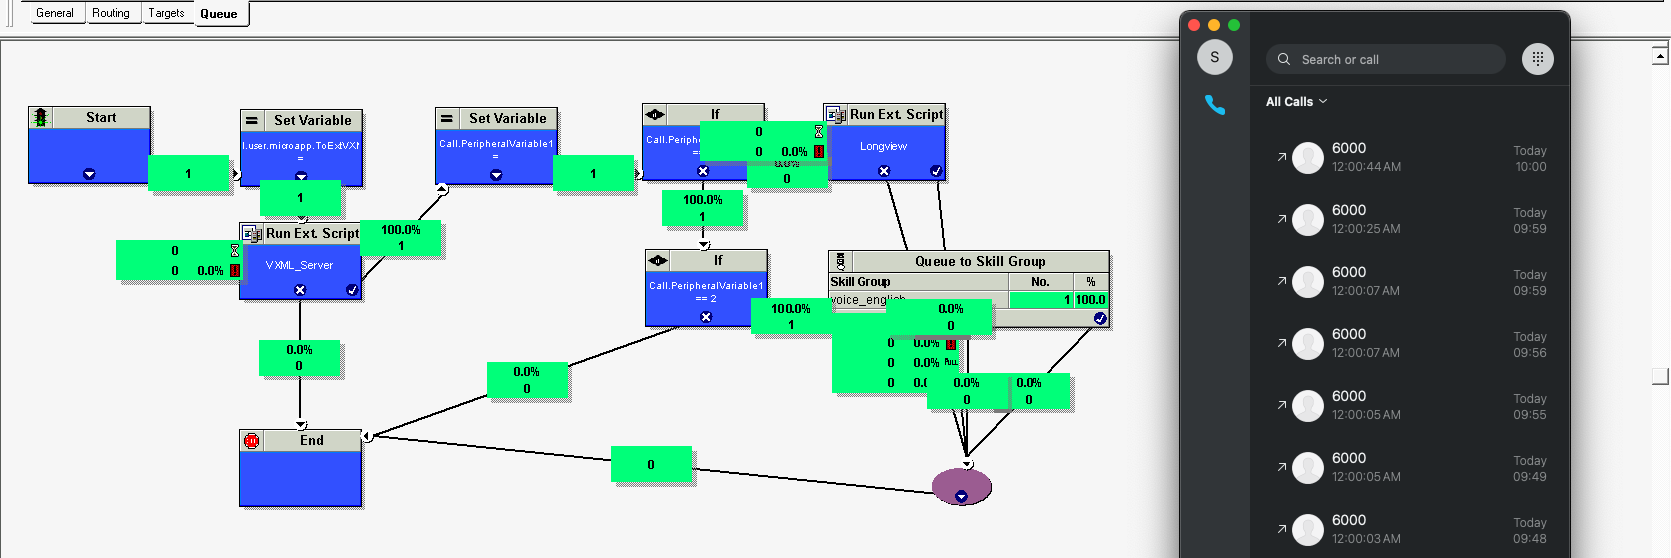 General
Routing
Targets
Queue
Start
1
Set Variable
l.user.microapp.ToExtVXM
=
1
Run Ext. Script
VXML_Server
0
0 0.0%
100.0%
1
0.0%
0
End
Set Variable
Call.PeripheralVariable1
=
1
If
Call.Periph
==
0
0 0.0%
0
100.0%
1
If
Call.PeripheralVariable1
== 2
100.0%
1
0.0%
0
0
Run Ext. Script
Longview
Queue to Skill Group
Skill Group No. %
voice_english
1 100.0
0.0%
0
0 0.0%
0 0.0% FULL
0 0.0
0.0%
0
0.0%
0
S
Search or call
All Calls
6000
12:00:44 AM
Today
10:00
6000
12:00:25 AM
Today
09:59
6000
12:00:07 AM
Today
09:59
6000
12:00:07 AM
Today
09:56
6000
12:00:05 AM
Today
09:55
6000
12:00:05 AM
Today
09:49
6000
12:00:03 AM
Today
09:48